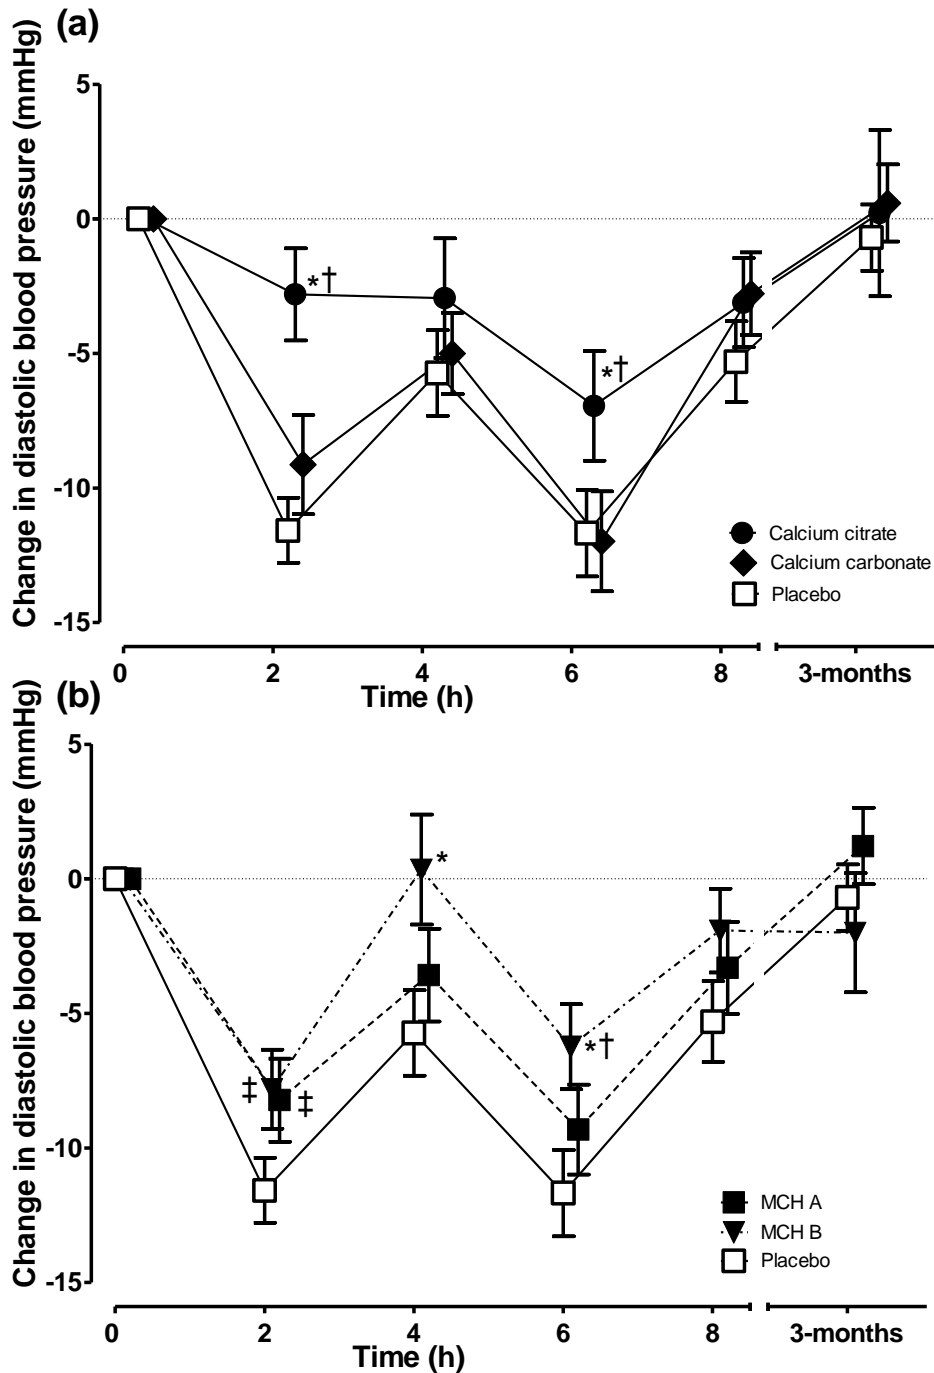 (a)
Change in diastolic blood pressure (mmHg)
5
0
-5
-10
-15
*†
*†
Calcium citrate
Calcium carbonate
Placebo
0 2 4 6 8 3-months
Time (h)
(b)
Change in diastolic blood pressure (mmHg)
5
0
-5
-10
-15
*
*†
‡ ‡
MCH A
MCH B
Placebo
0 2 4 6 8 3-months
Time (h)